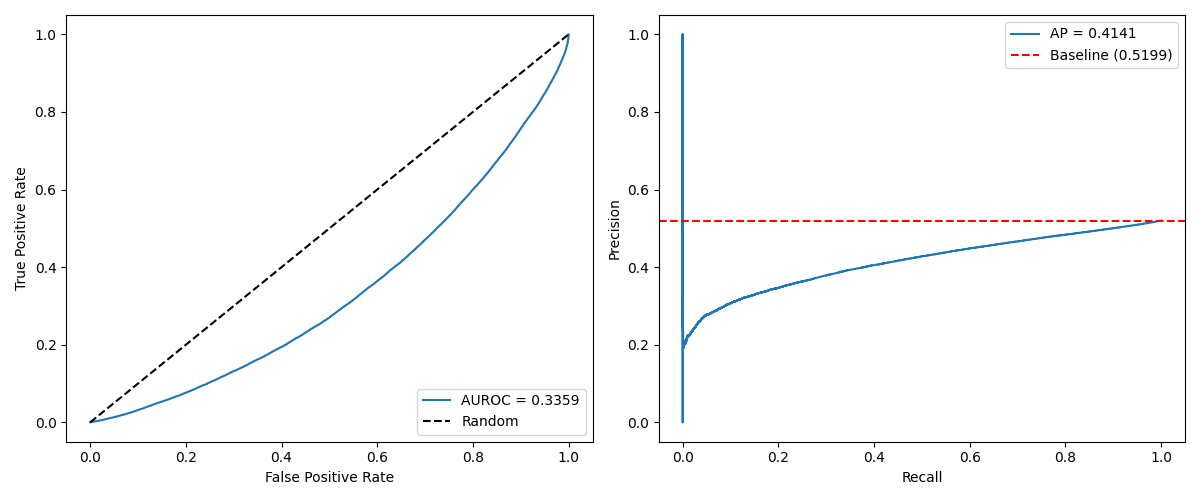 1.0
0.8
0.6
0.4
0.2
0.0
True Positive Rate
0.0 0.2 0.4 0.6 0.8 1.0
False Positive Rate
AUROC = 0.3359
Random
1.0
0.8
0.6
0.4
0.2
0.0
Precision
0.0 0.2 0.4 0.6 0.8 1.0
Recall
AP = 0.4141
Baseline (0.5199)